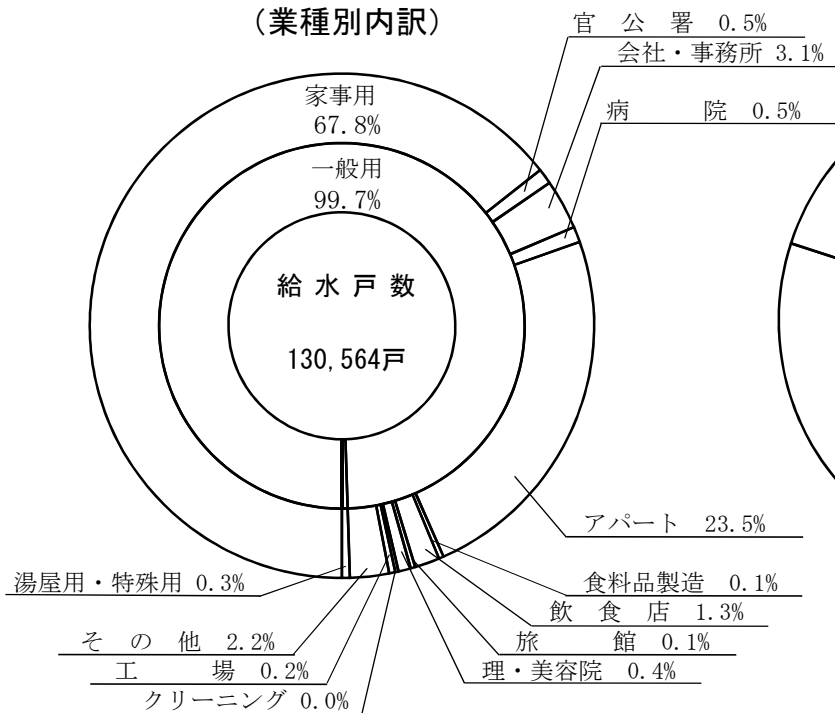 (業種別内訳)
官 公 署 0.5%
会社・事務所 3.1%
病 院 0.5%
家事用
67.8%
一般用
99.7%
給 水 戸 数
130,564戸
アパート 23.5%
食料品製造 0.1%
飲 食 店 1.3%
旅 館 0.1%
理・美容院 0.4%
湯屋用・特殊用 0.3%
そ の 他 2.2%
工 場 0.2%
クリーニング 0.0%